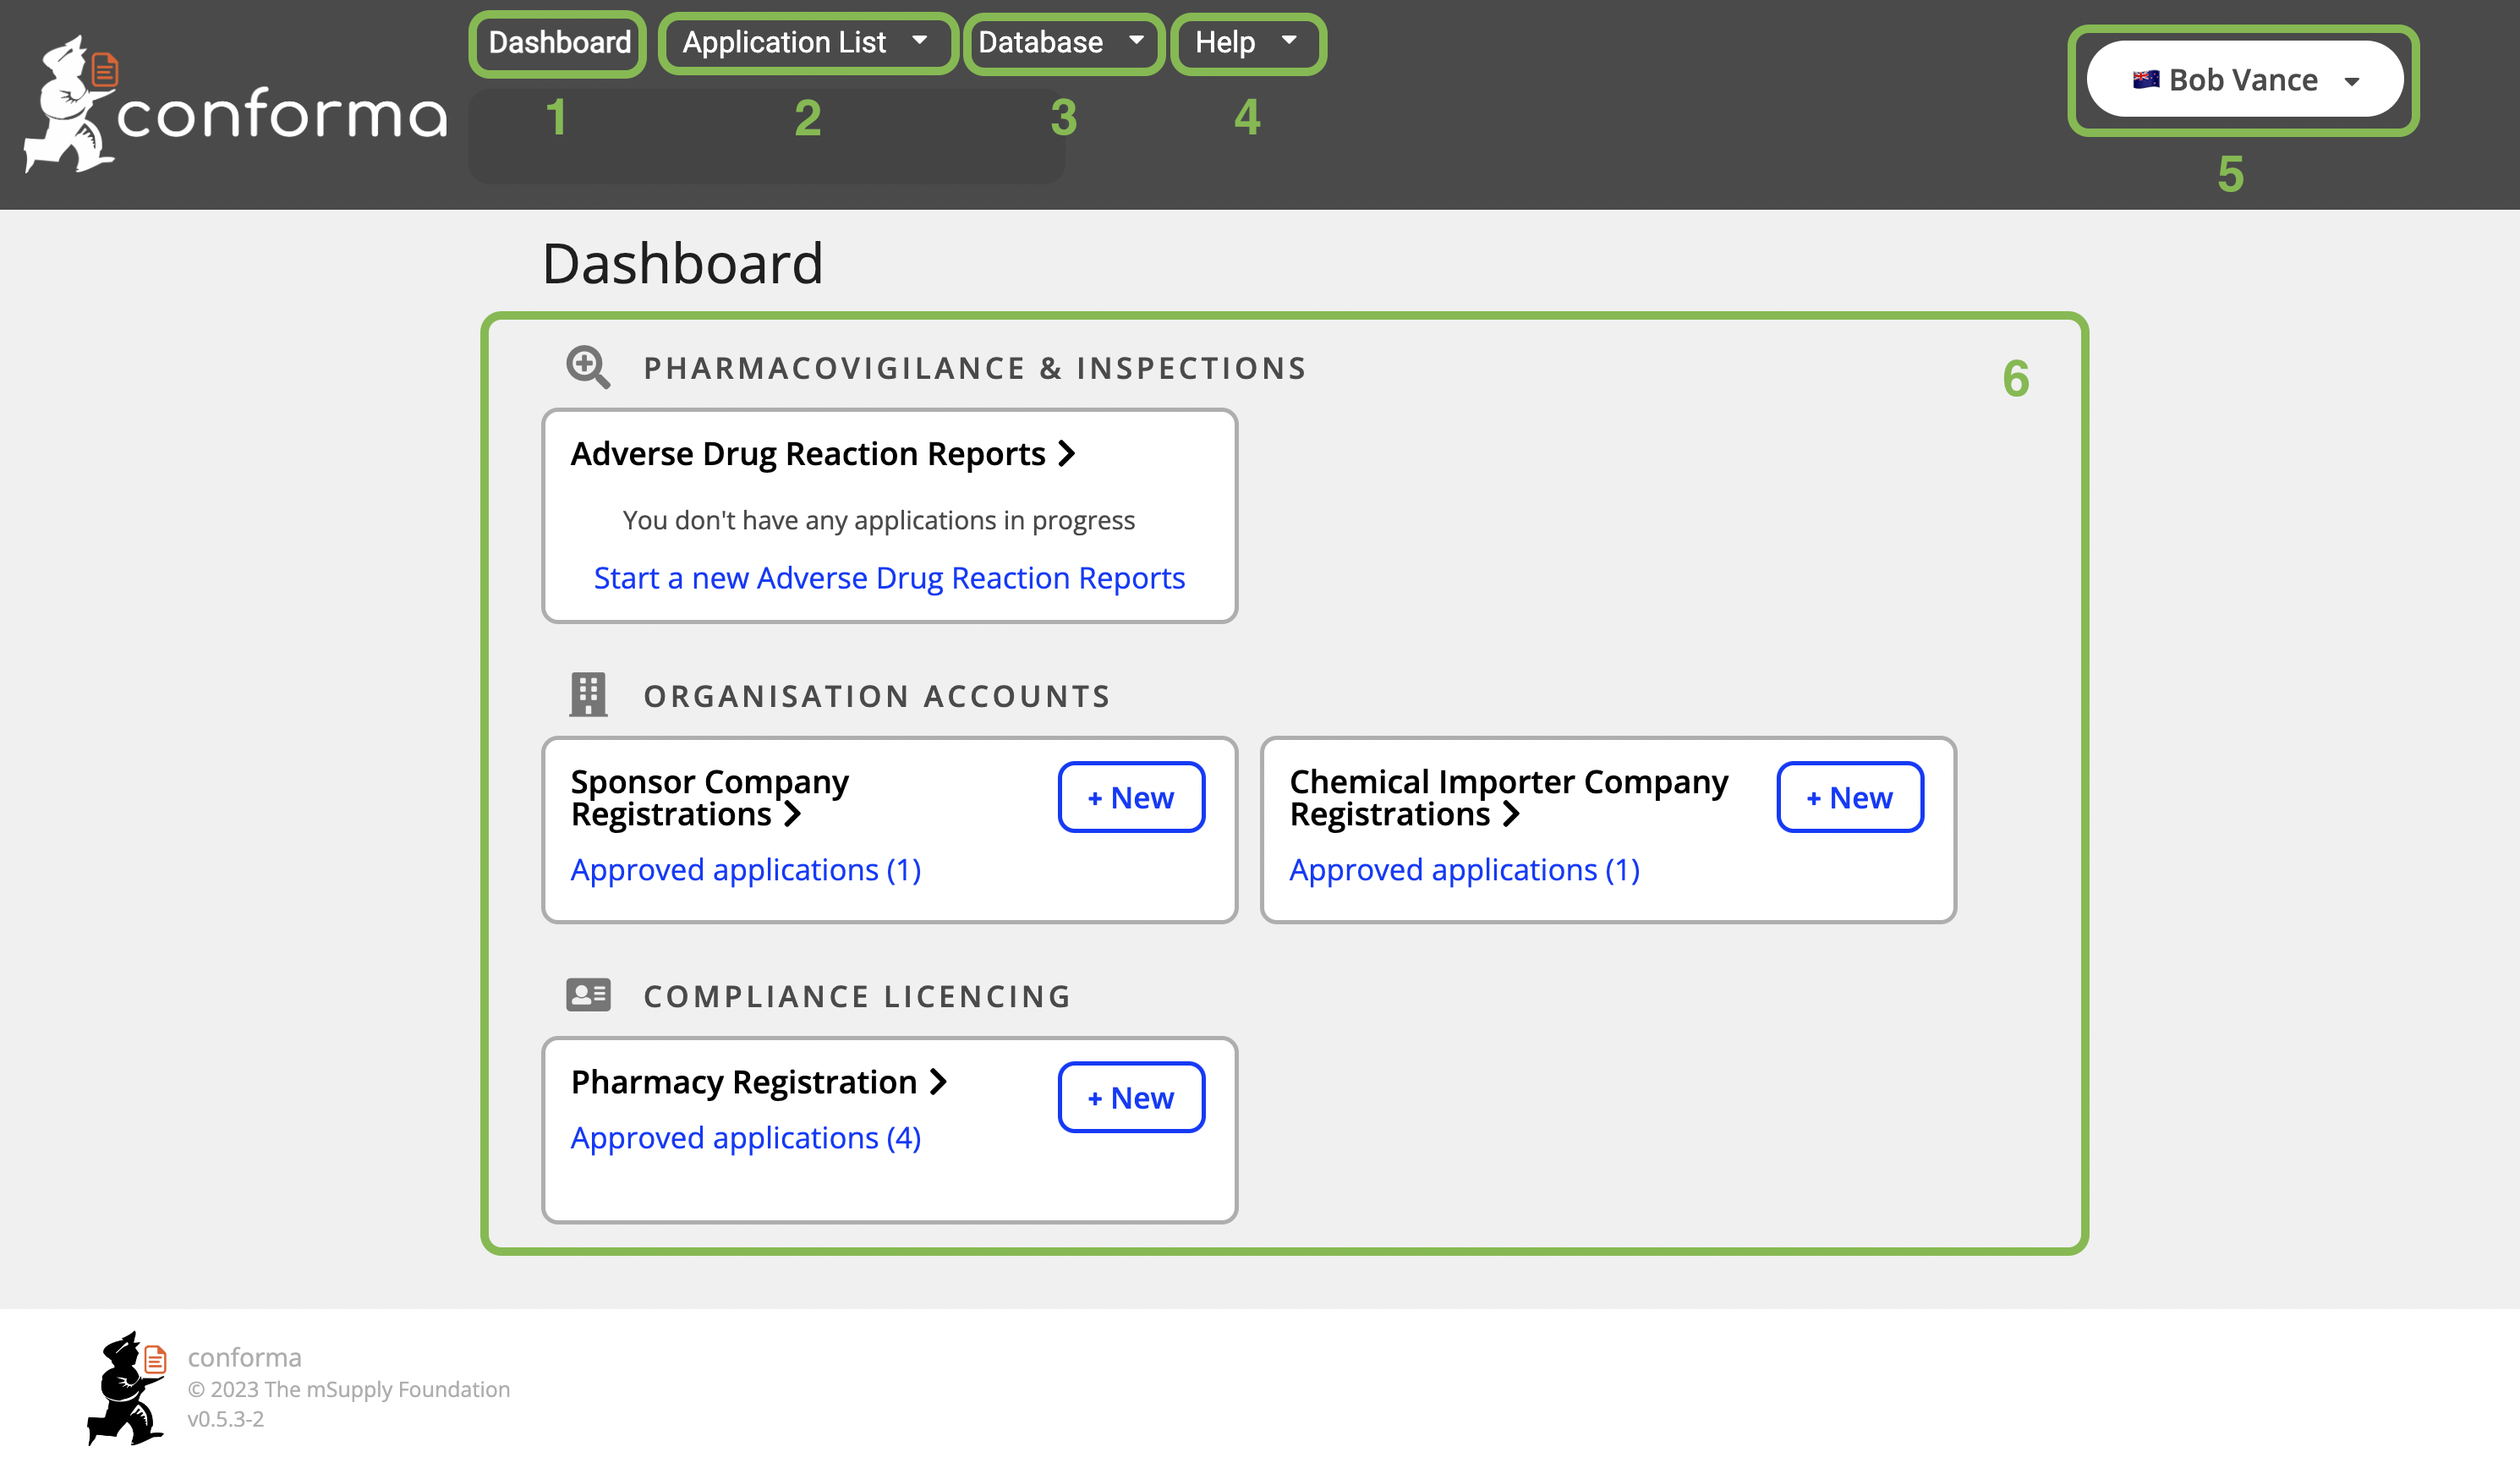 conforma
Dashboard Application List Database Help
Bob Vance
1 2 3 4
5
Dashboard
PHARMACOVIGILANCE & INSPECTIONS
6
Adverse Drug Reaction Reports
You don't have any applications in progress
Start a new Adverse Drug Reaction Reports
ORGANISATION ACCOUNTS
Sponsor Company
Registrations
+ New
Approved applications (1)
Chemical Importer Company
Registrations
+ New
Approved applications (1)
COMPLIANCE LICENCING
Pharmacy Registration
+ New
Approved applications (4)
conforma
© 2023 The mSupply Foundation
v0.5.3-2